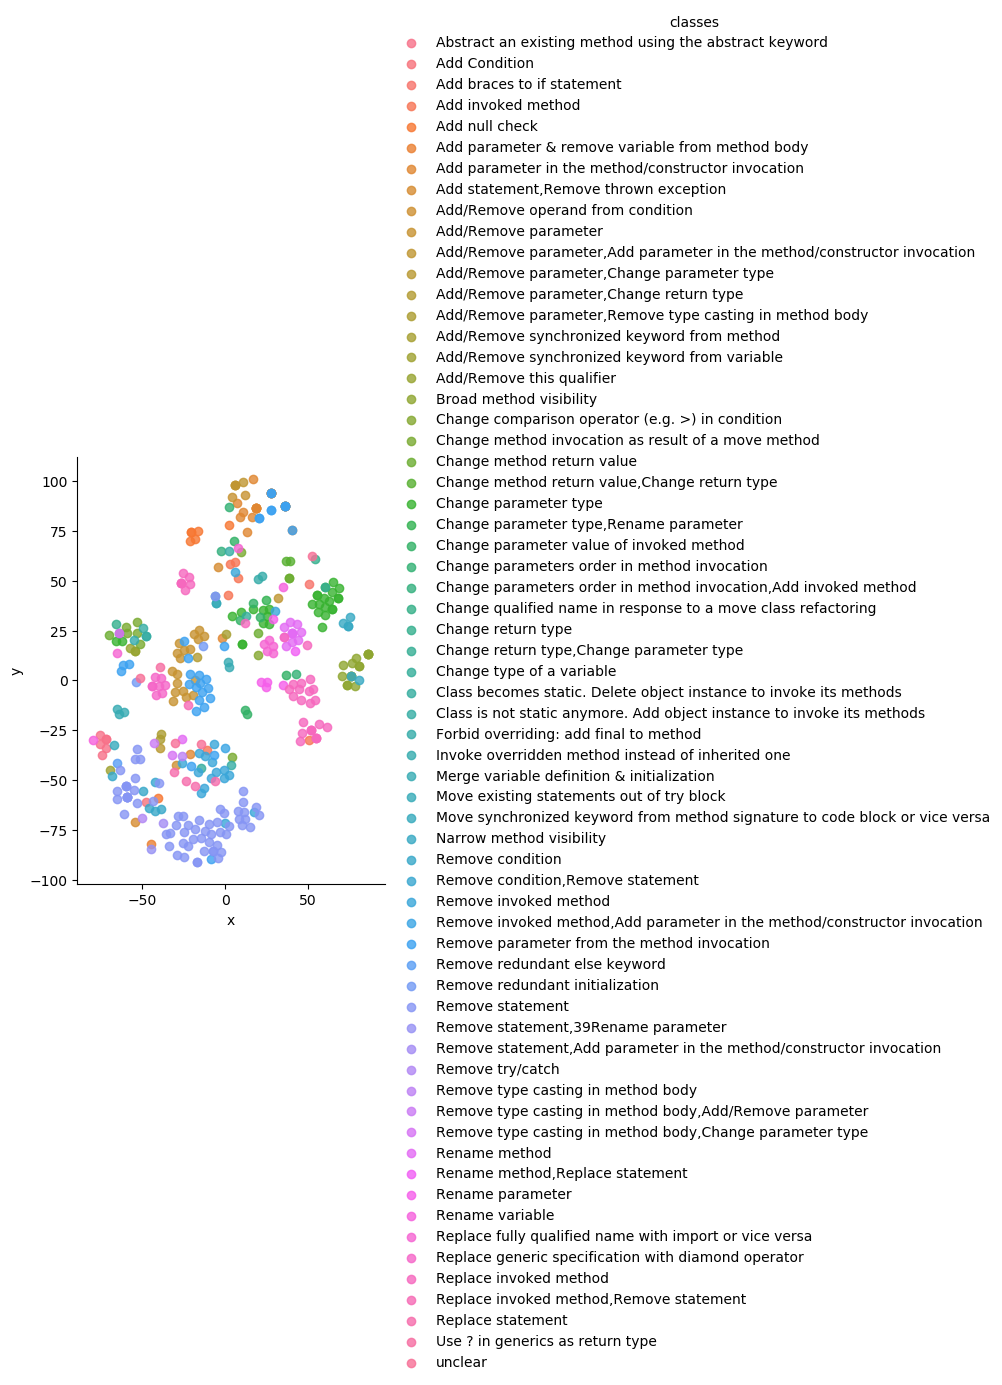 classes
Abstract an existing method using the abstract keyword
Add Condition
Add braces to if statement
Add invoked method
Add null check
Add parameter & remove variable from method body
Add parameter in the method/constructor invocation
Add statement,Remove thrown exception
Add/Remove operand from condition
Add/Remove parameter
Add/Remove parameter,Add parameter in the method/constructor invocation
Add/Remove parameter,Change parameter type
Add/Remove parameter,Change return type
Add/Remove parameter,Remove type casting in method body
Add/Remove synchronized keyword from method
Add/Remove synchronized keyword from variable
Add/Remove this qualifier
Broad method visibility
Change comparison operator (e.g. >) in condition
Change method invocation as result of a move method
Change method return value
Change method return value,Change return type
Change parameter type
Change parameter type,Rename parameter
Change parameter value of invoked method
Change parameters order in method invocation
Change parameters order in method invocation,Add invoked method
Change qualified name in response to a move class refactoring
Change return type
Change return type,Change parameter type
Change type of a variable
Class becomes static. Delete object instance to invoke its methods
Class is not static anymore. Add object instance to invoke its methods
Forbid overriding: add final to method
Invoke overridden method instead of inherited one
Merge variable definition & initialization
Move existing statements out of try block
Move synchronized keyword from method signature to code block or vice versa
Narrow method visibility
Remove condition
Remove condition,Remove statement
Remove invoked method
Remove invoked method,Add parameter in the method/constructor invocation
Remove parameter from the method invocation
Remove redundant else keyword
Remove redundant initialization
Remove statement
Remove statement,39Rename parameter
Remove statement,Add parameter in the method/constructor invocation
Remove try/catch
Remove type casting in method body
Remove type casting in method body,Add/Remove parameter
Remove type casting in method body,Change parameter type
Rename method
Rename method,Replace statement
Rename parameter
Rename variable
Replace fully qualified name with import or vice versa
Replace generic specification with diamond operator
Replace invoked method
Replace invoked method,Remove statement
Replace statement
Use ? in generics as return type
unclear
100
75
50
25
0
−25
−50
−75
−100
y
−50 0 50
x